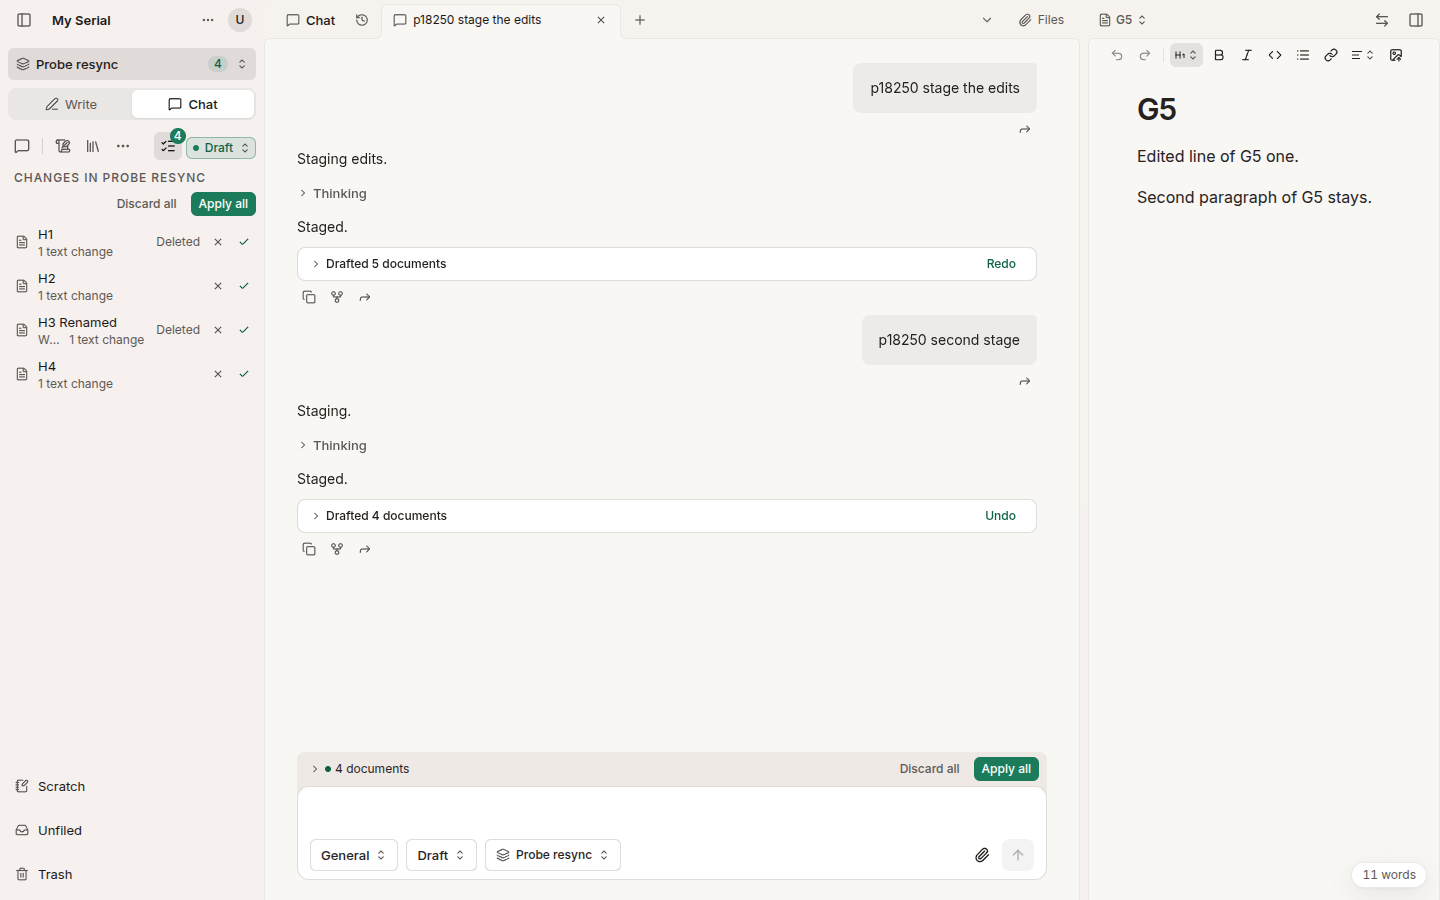 My Serial
U
Probe resync
4
Write
Chat
4
Draft
CHANGES IN PROBE RESYNC
Discard all
Apply all
H1
1 text change
Deleted
H2
1 text change
H3 Renamed
W... 1 text change
Deleted
H4
1 text change
Scratch
Unfiled
Trash
Chat
p18250 stage the edits
Files
p18250 stage the edits
Staging edits.
Thinking
Staged.
Drafted 5 documents
Redo
p18250 second stage
Staging.
Thinking
Staged.
Drafted 4 documents
Undo
4 documents
Discard all
Apply all
General
Draft
Probe resync
G5
H1
B
I
G5
Edited line of G5 one.
Second paragraph of G5 stays.
11 words